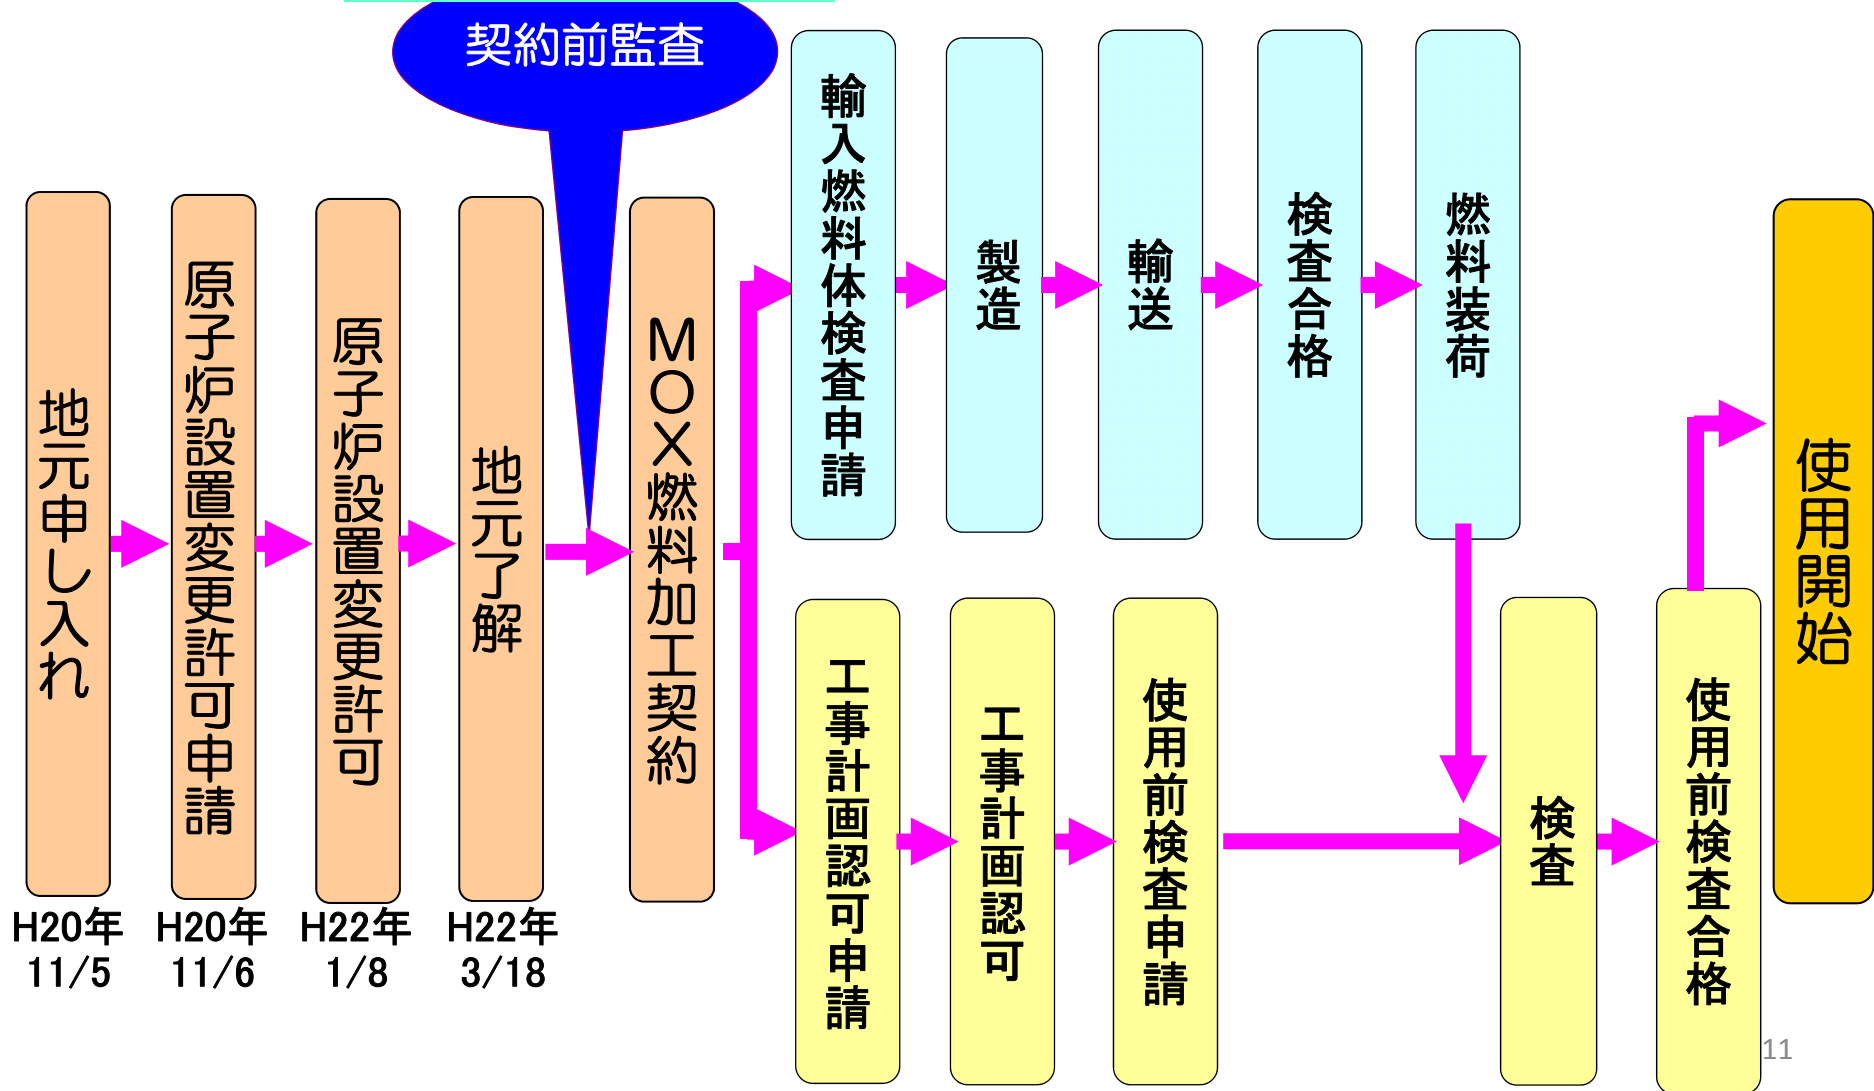 契約前監査
地元申し入れ
H20年
11/5
原子炉設置変更許可申請
H20年
11/6
原子炉設置変更許可
H22年
1/8
地元了解
H22年
3/18
ＭＯＸ燃料加工契約
輸入燃料体検査申請
製造
輸送
検査合格
燃料装荷
工事計画認可申請
工事計画認可
使用前検査申請
検査
使用前検査合格
使用開始
11